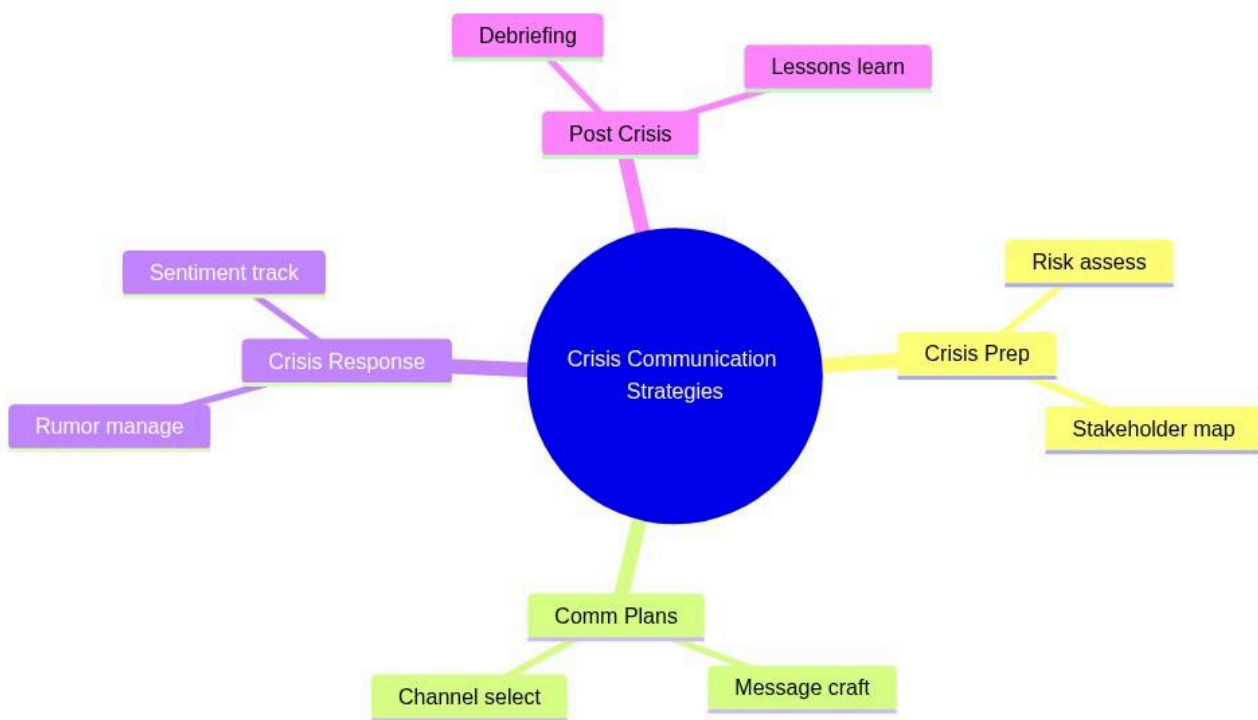 Debriefing
Lessons learn
Post Crisis
Sentiment track
Risk assess
Crisis Response
Crisis Prep
Crisis Communication
Strategies
Rumor manage
Stakeholder map
Comm Plans
Channel select
Message craft